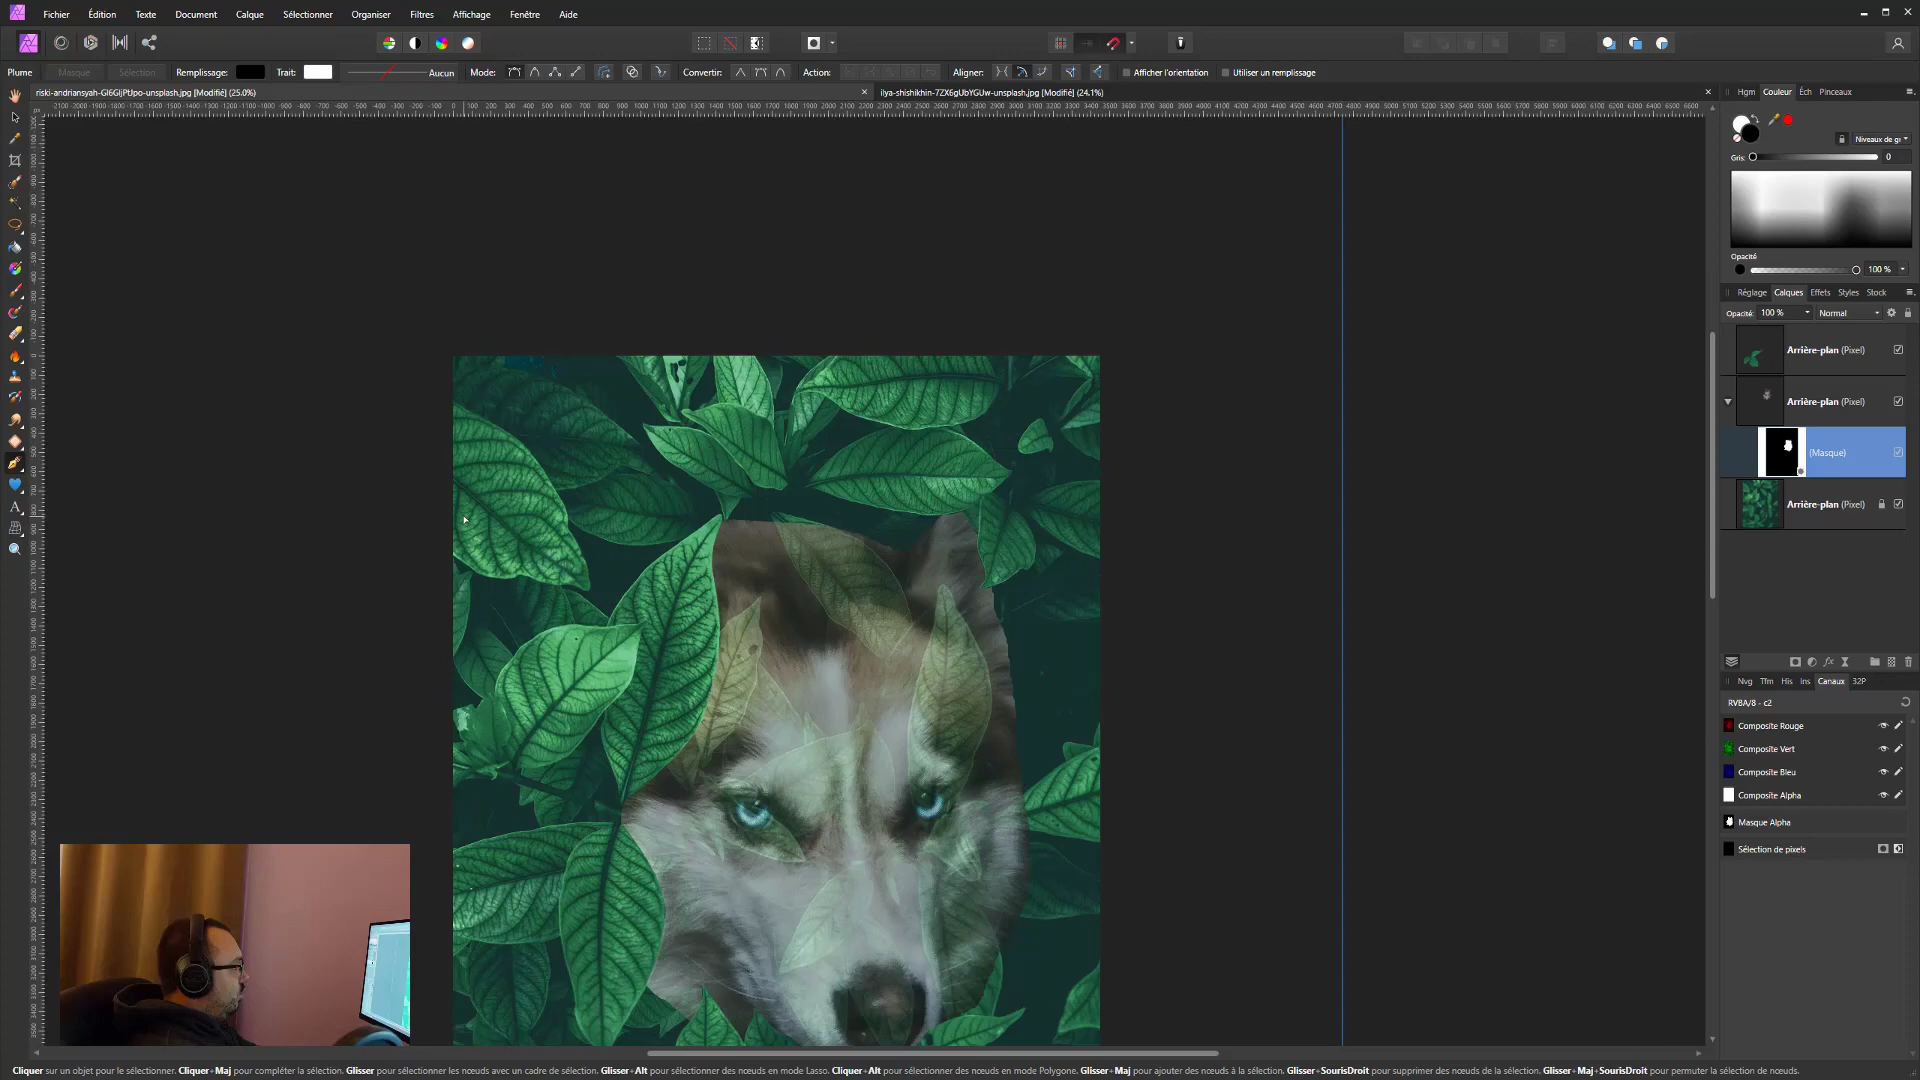 Fichier Édition Texte Document Calque Sélectionner Organiser Filtres Affichage Fenêtre Aide
Plume Masque Sélection Remplissage: Trait: Aucun Mode: Convertir: Action: Aligner: Afficher l'orientation Utiliser un remplissage
riski-andriansyah-Gl6GIjPtJpo-unsplash.jpg [Modifié] (25.0%)
ilya-shishikhin-7ZX6gUbYGUw-unsplash.jpg [Modifié] (24.1%)
Hgm Couleur Éch Pinceaux
Niveaux de g
Gris: 0
Opacité
100 %
Réglage Calques Effets Styles Stock
Opacité: 100 % Normal
Arrière-plan (Pixel)
Arrière-plan (Pixel)
(Masque)
Arrière-plan (Pixel)
Nvg Tfm His Ins Canaux 32P
RVBA/8 - c2
Composite Rouge
Composite Vert
Composite Bleu
Composite Alpha
Masque Alpha
Sélection de pixels
Cliquer sur un objet pour le sélectionner. Cliquer+Maj pour compléter la sélection. Glisser pour sélectionner les nœuds avec un cadre de sélection. Glisser+Alt pour sélectionner des nœuds en mode Lasso. Cliquer+Alt pour sélectionner des nœuds en mode Polygone. Glisser+Maj pour ajouter des nœuds à la sélection. Glisser+SourisDroit pour supprimer des nœuds de la sélection. Glisser+Maj+SourisDroit pour permuter la sélection de nœuds.